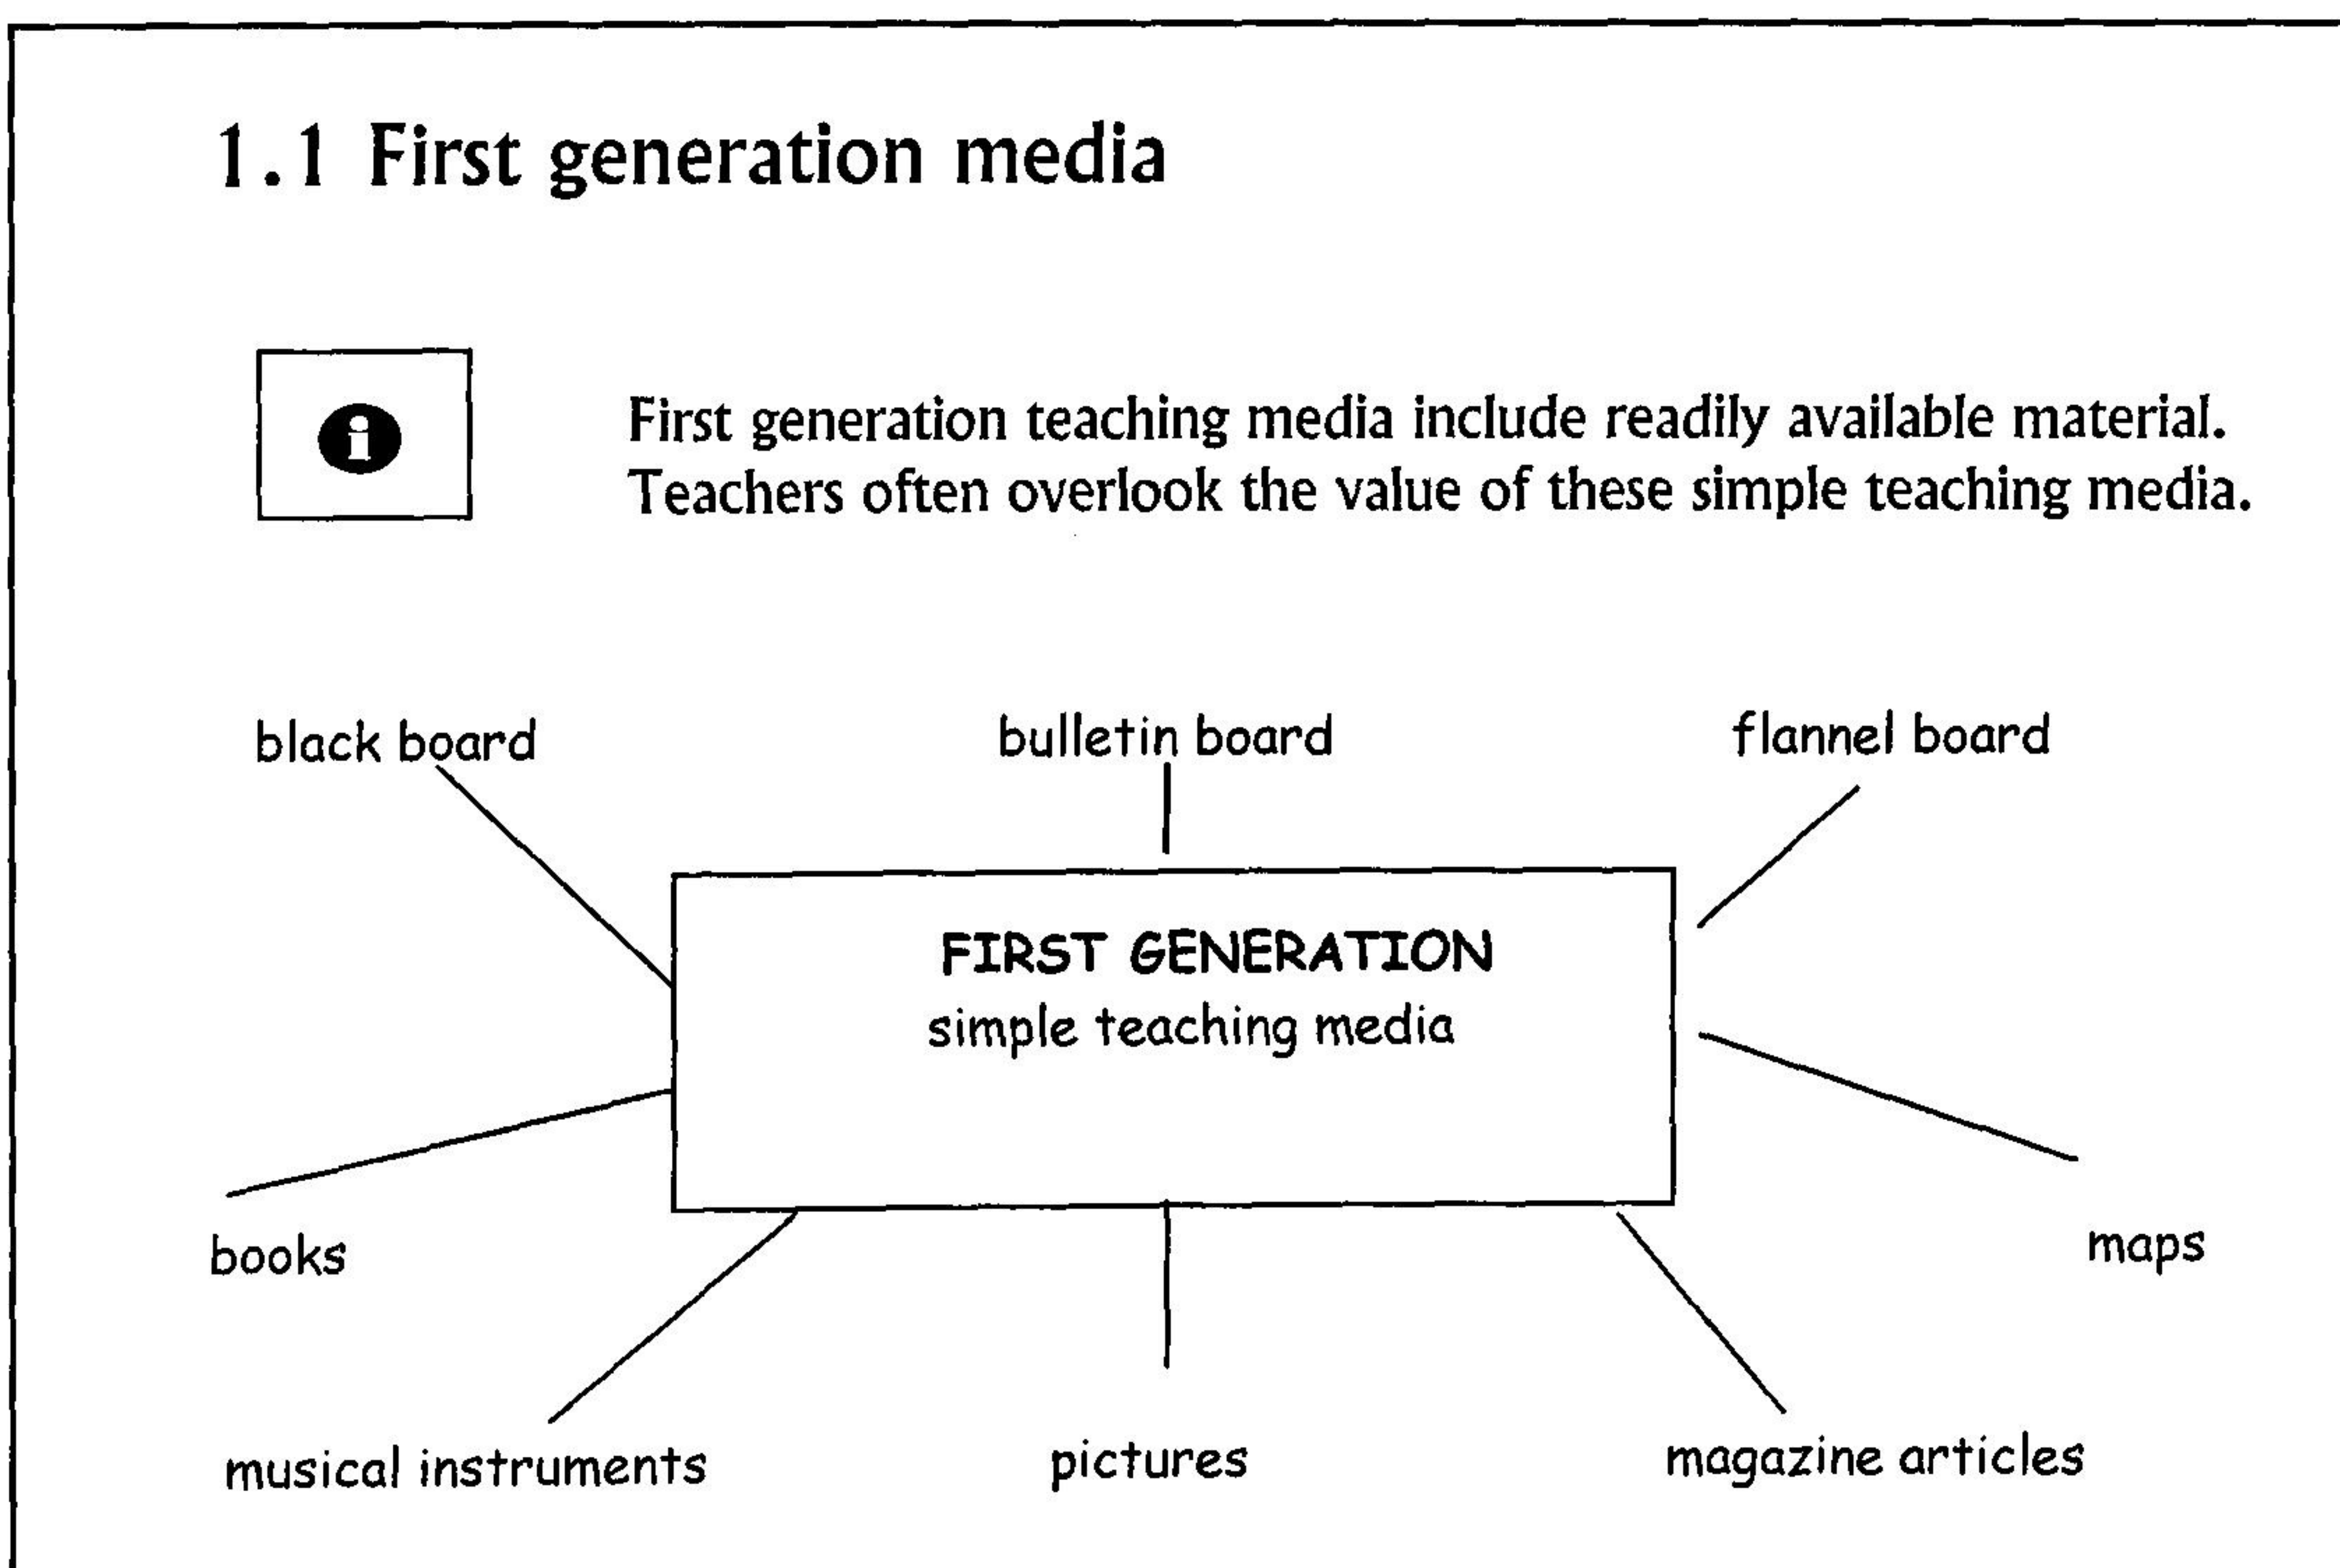 1.1 First generation media
i
First generation teaching media include readily available material.
Teachers often overlook the value of these simple teaching media.
black board
bulletin board
flannel board
FIRST GENERATION
simple teaching media
books
maps
musical instruments
pictures
magazine articles